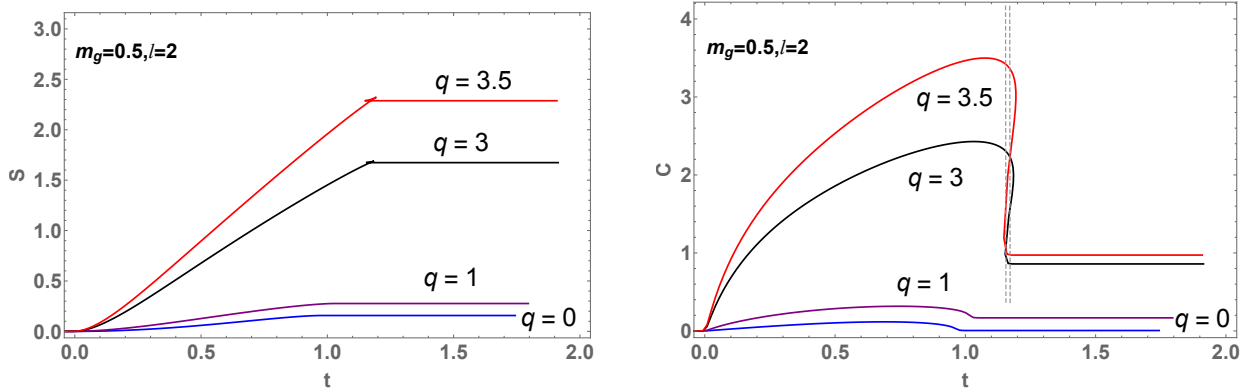 3.0
2.5
2.0
1.5
1.0
0.5
0.0
S
m_g=0.5,l=2
q = 3.5
q = 3
q = 1
q = 0
0.0 0.5 1.0 1.5 2.0
t
4
3
2
1
0
C
m_g=0.5,l=2
q = 3.5
q = 3
q = 1
q = 0
0.0 0.5 1.0 1.5 2.0
t